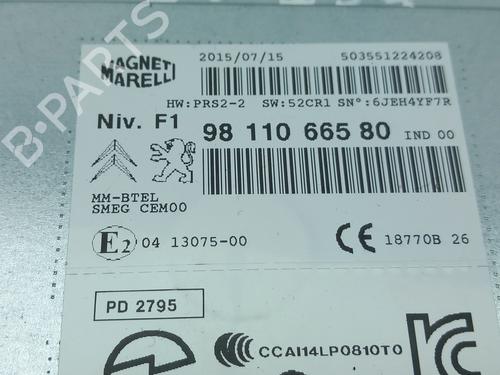 MAGNETI
MARELLI
2015/07/15
503551224208
HW:PRS2-2 SW:52CR1 SN°:6JEH4YF7R
Niv. F1
98 110 665 80 IND 00
MM-BTEL
SMEG CEM00
E2 04 13075-00
CE 18770B 26
PD 2795
CCAI14LP0810T0
B-PARTS